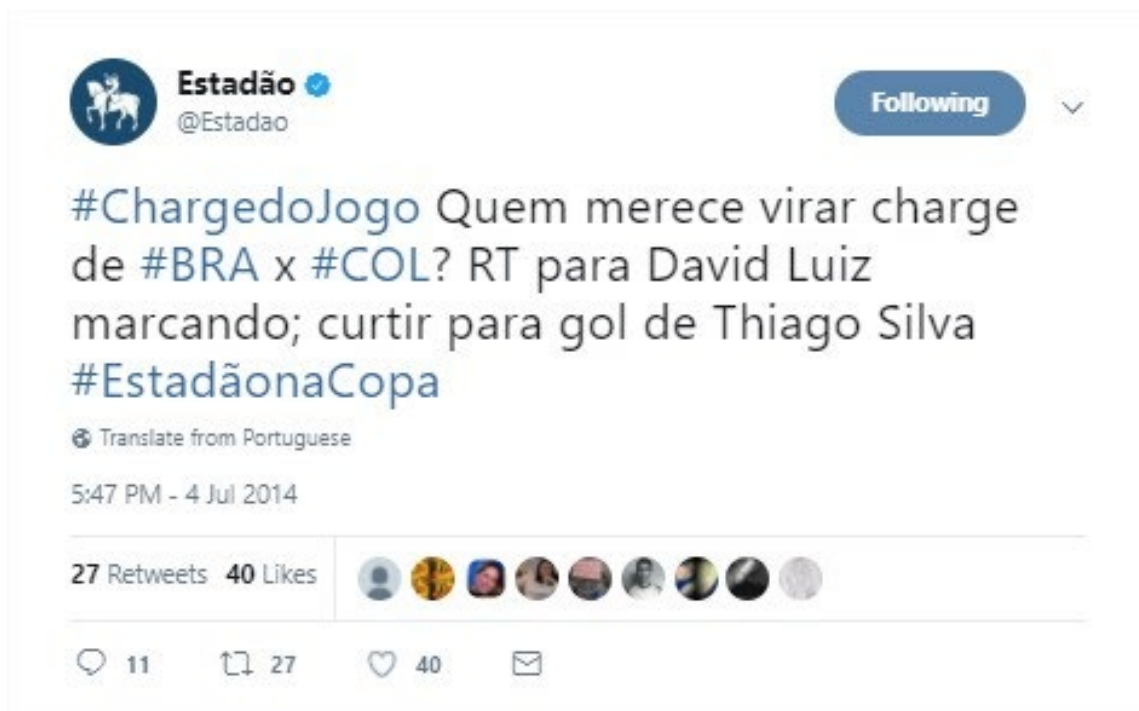 Estadão
@Estadao
Following
#ChargedoJogo Quem merece virar charge
de #BRA x #COL? RT para David Luiz
marcando; curtir para gol de Thiago Silva
#EstadãonaCopa
Translate from Portuguese
5:47 PM - 4 Jul 2014
27 Retweets 40 Likes
11 27 40